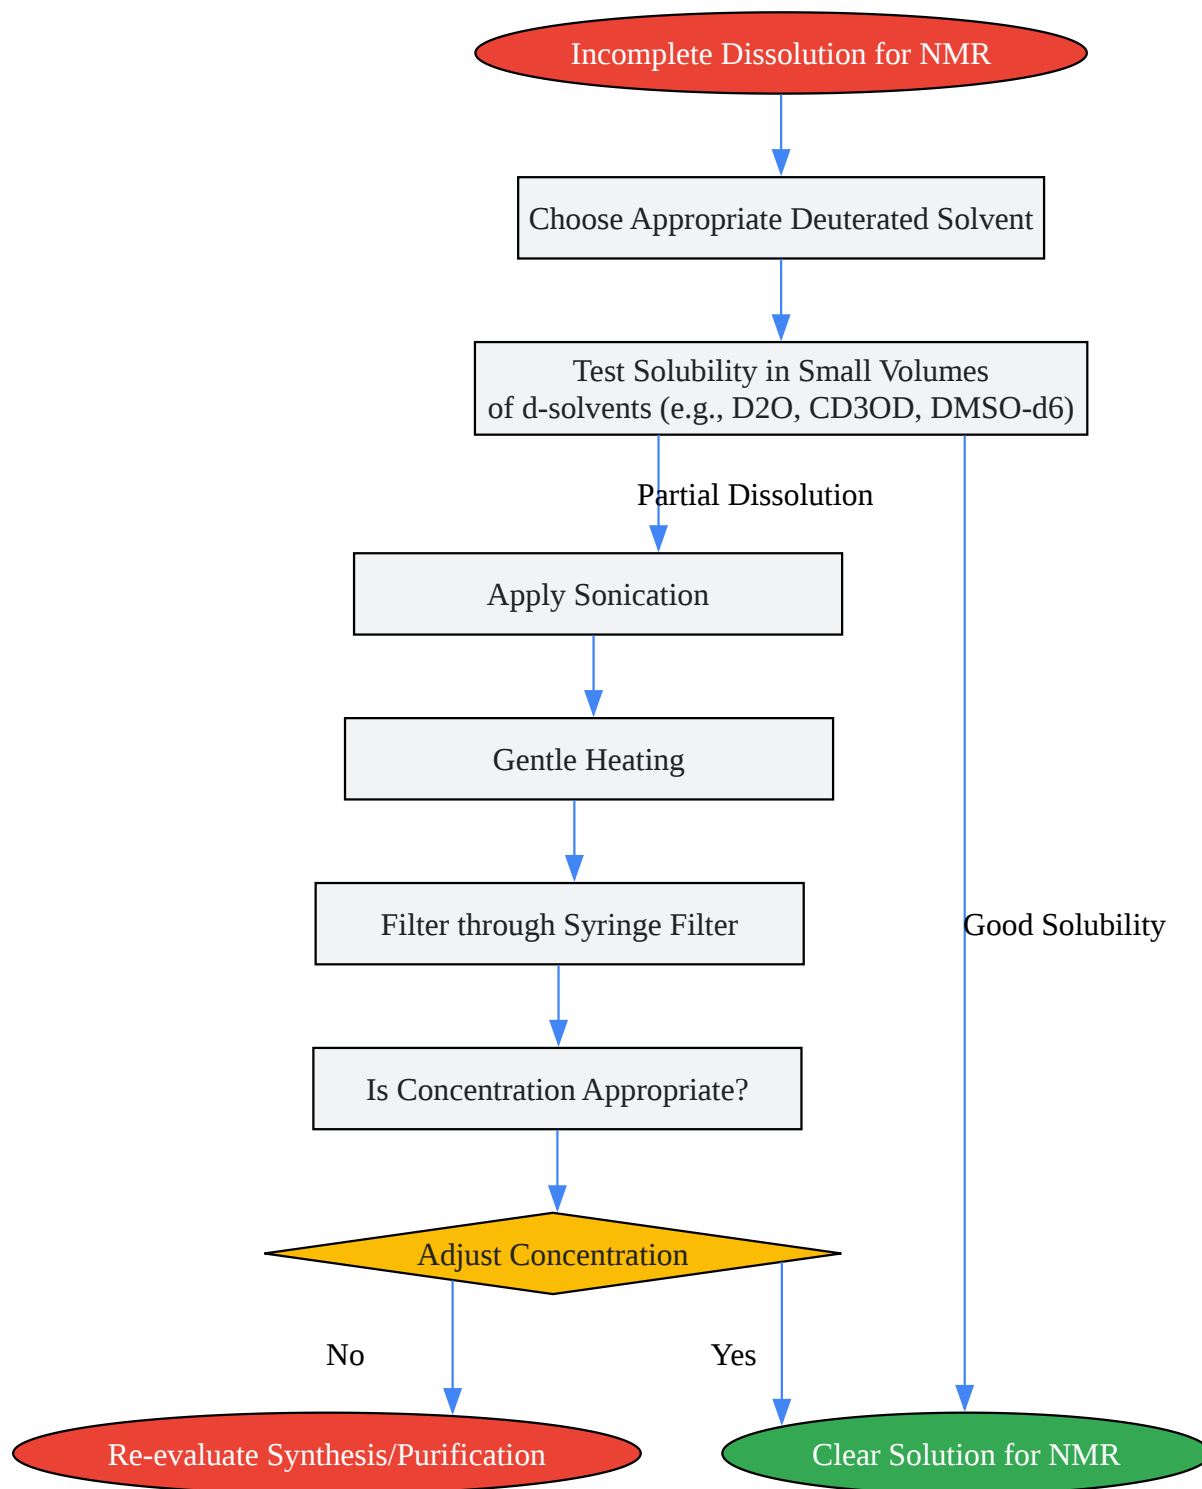 Incomplete Dissolution for NMR
Choose Appropriate Deuterated Solvent
Test Solubility in Small Volumes
of d-solvents (e.g., D2O, CD3OD, DMSO-d6)
Partial Dissolution
Apply Sonication
Gentle Heating
Filter through Syringe Filter
Good Solubility
Is Concentration Appropriate?
Adjust Concentration
No
Yes
Re-evaluate Synthesis/Purification
Clear Solution for NMR